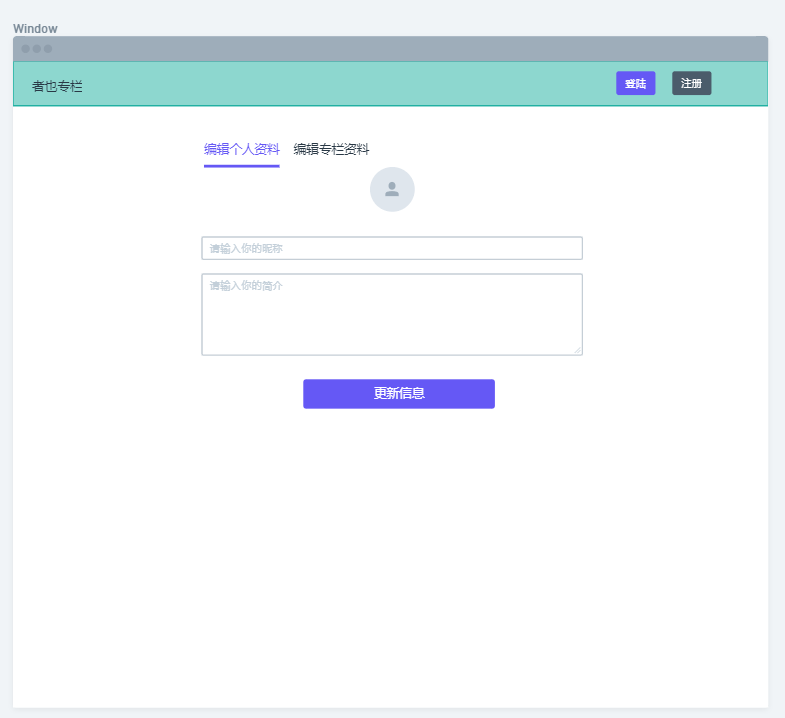 Window
者也专栏
登陆
注册
编辑个人资料
编辑专栏资料
请输入你的昵称
请输入你的简介
更新信息